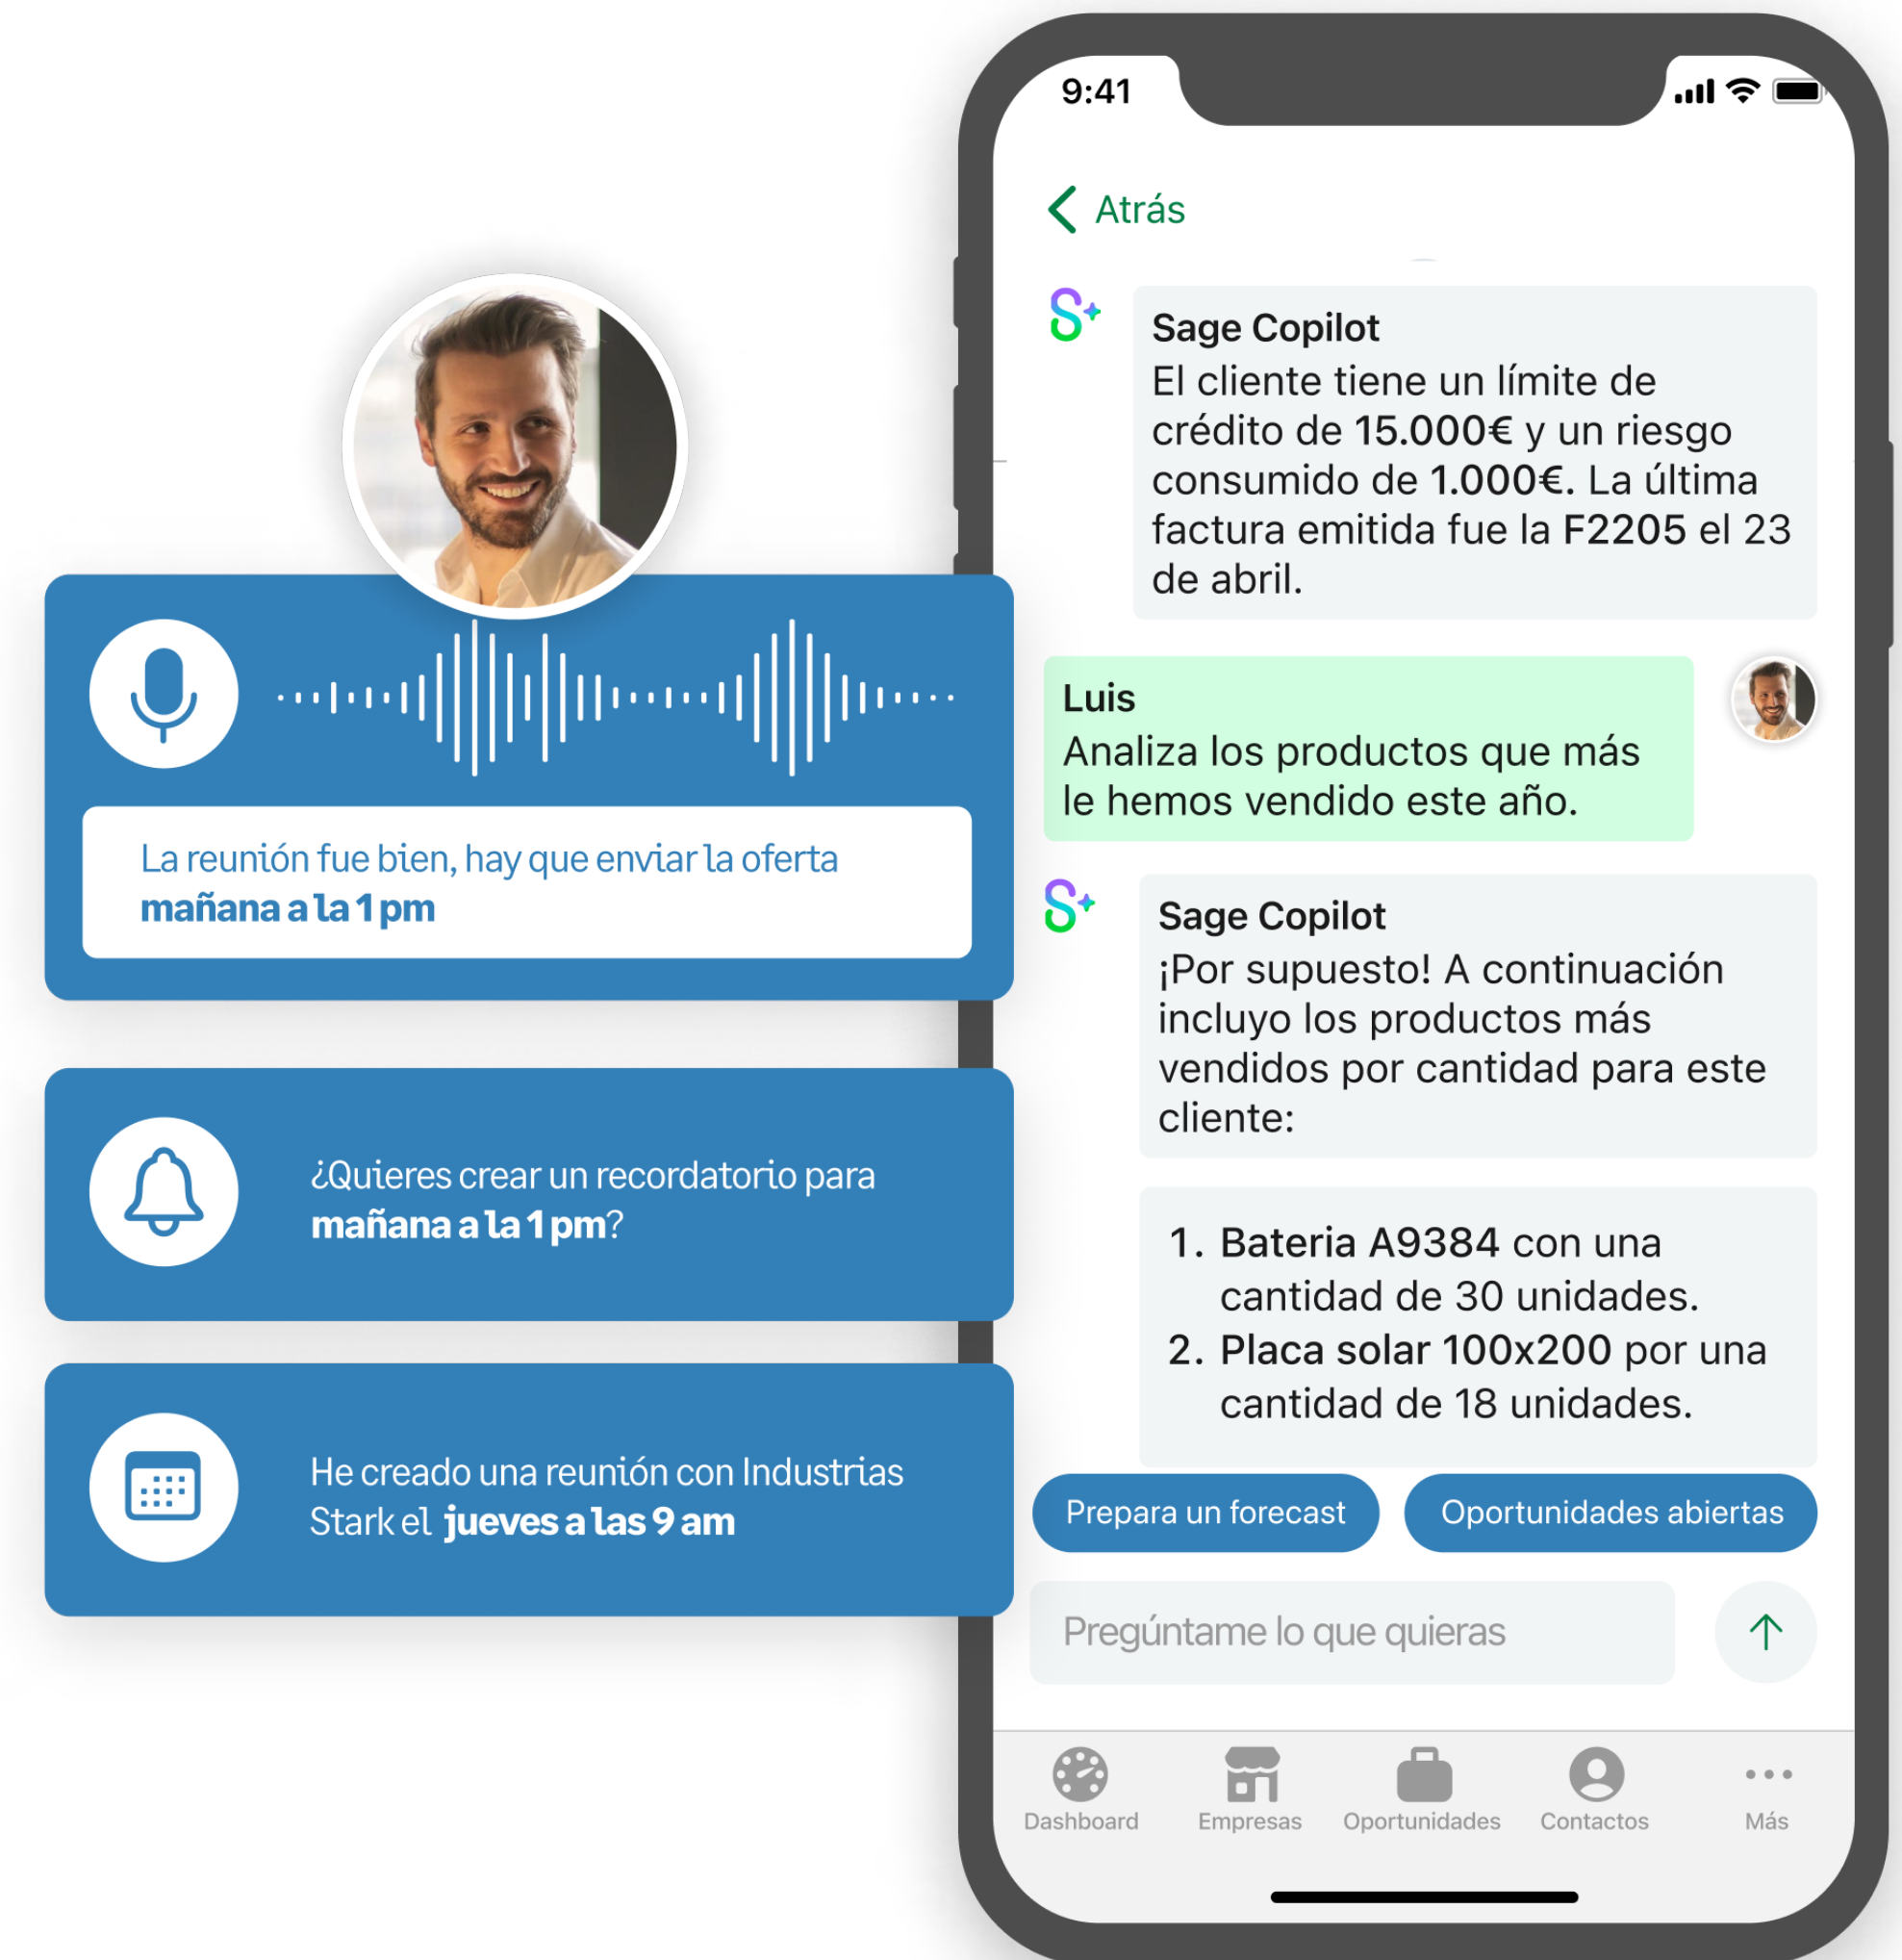 9:41
Atrás
Sage Copilot
El cliente tiene un límite de
crédito de 15.000€ y un riesgo
consumido de 1.000€. La última
factura emitida fue la F2205 el 23
de abril.
Luis
Analiza los productos que más
le hemos vendido este año.
Sage Copilot
¡Por supuesto! A continuación
incluyo los productos más
vendidos por cantidad para este
cliente:
1. Bateria A9384 con una
cantidad de 30 unidades.
2. Placa solar 100x200 por una
cantidad de 18 unidades.
Prepara un forecast
Oportunidades abiertas
Pregúntame lo que quieras
Dashboard
Empresas
Oportunidades
Contactos
Más
La reunión fue bien, hay que enviar la oferta
mañana a la 1 pm
¿Quieres crear un recordatorio para
mañana a la 1 pm?
He creado una reunión con Industrias
Stark el jueves a las 9 am